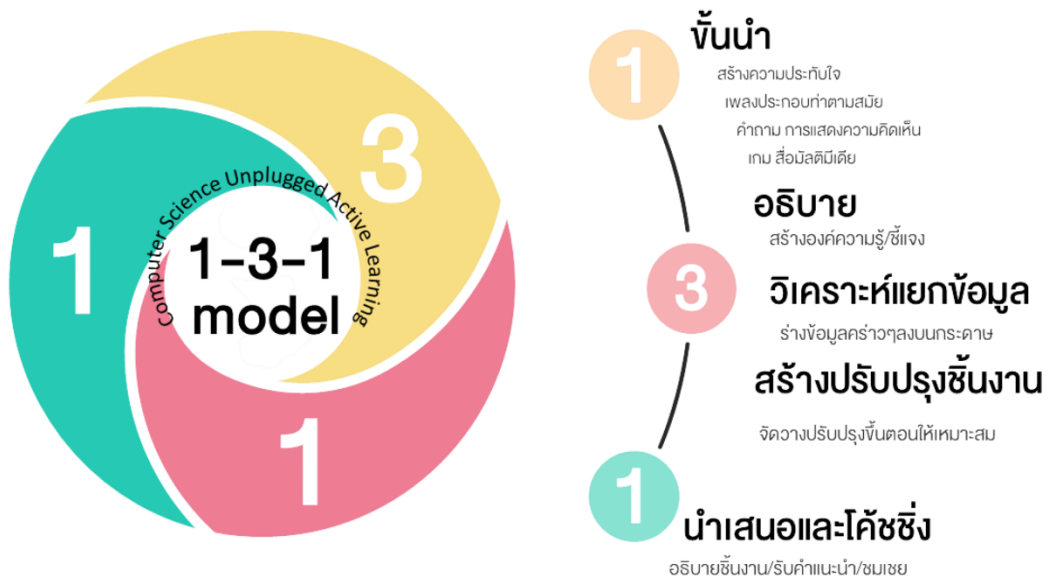 1
3
1
Computer Science Unplugged Active Learning
1-3-1
model
1
ขั้นนำ
สร้างความประทับใจ
เพลงประกอบท่าตามสมัย
คำถาม การแสดงความคิดเห็น
เกม สื่อมัลติมีเดีย
3
อธิบาย
สร้างองค์ความรู้/ชี้แจง
วิเคราะห์แยกข้อมูล
ร่างข้อมูลคร่าวๆลงบนกระดาษ
สร้างปรับปรุงชิ้นงาน
จัดวางปรับปรุงขึ้นตอนให้เหมาะสม
1
นำเสนอและโค้ชชิ่ง
อธิบายชิ้นงาน/รับคำแนะนำ/ชมเชย